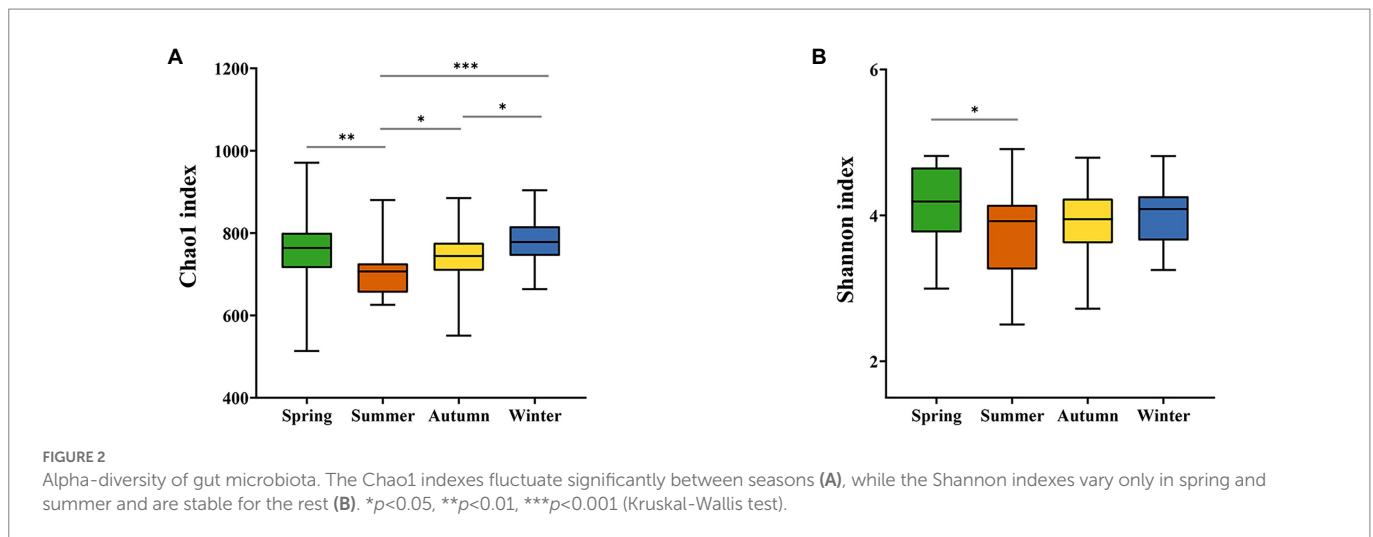 A
1200
1000
800
600
400
Chao1 index
***
**
*
*
Spring Summer Autumn Winter
B
6
4
2
Shannon index
*
Spring Summer Autumn Winter
FIGURE 2
Alpha-diversity of gut microbiota. The Chao1 indexes fluctuate significantly between seasons (A), while the Shannon indexes vary only in spring and
summer and are stable for the rest (B). *p<0.05, **p<0.01, ***p<0.001 (Kruskal-Wallis test).